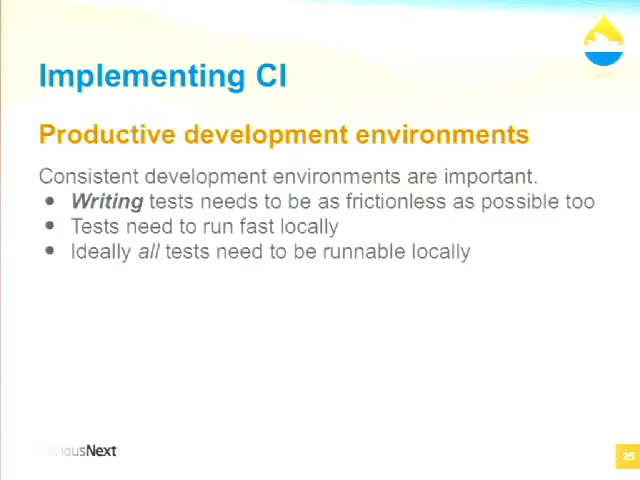 Implementing CI
Productive development environments
Consistent development environments are important.
● Writing tests needs to be as frictionless as possible too
● Tests need to run fast locally
● Ideally all tests need to be runnable locally
25